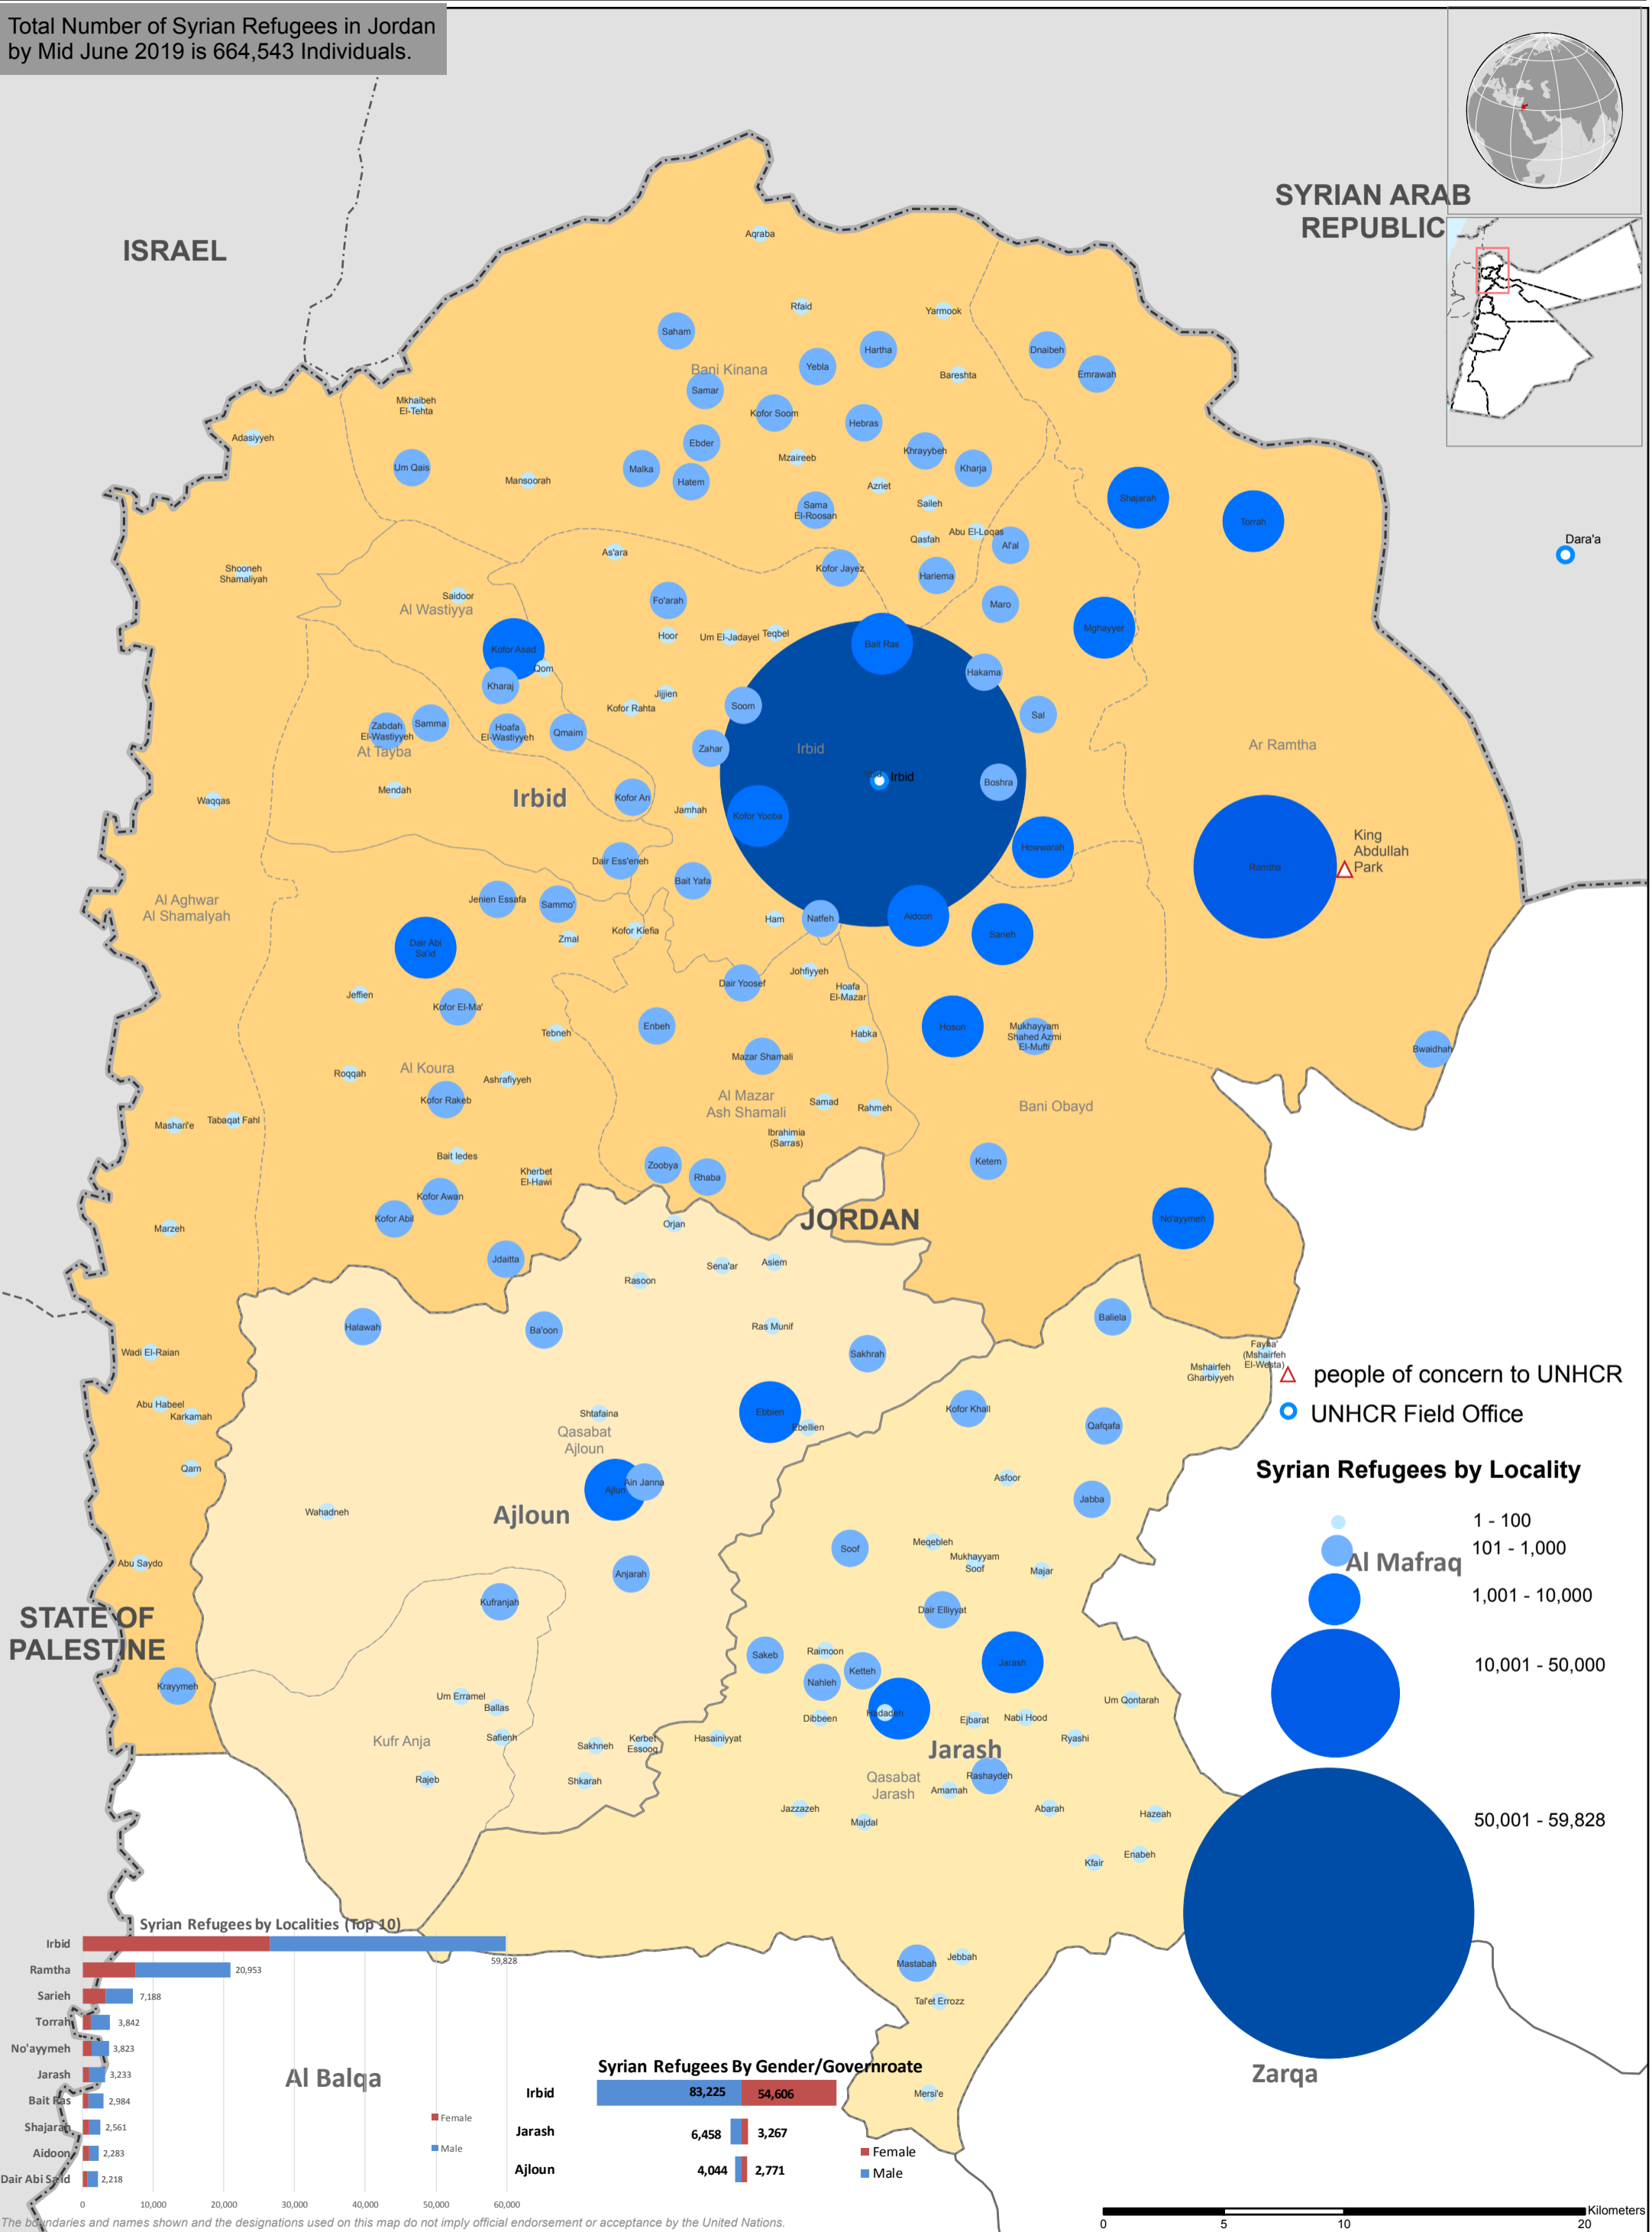 Total Number of Syrian Refugees in Jordan
by Mid June 2019 is 664,543 Individuals.
SYRIAN ARAB
REPUBLIC
ISRAEL
Aqraba
Rfaid
Yarmook
Saham
Hartha
Dnaibeh
Yebla
Bani Kinana
Bareshta
Emrawah
Samar
Mkhaibeh
El-Tehta
Kofor Soom
Hebras
Adasiyyeh
Ebder
Khrayybeh
Mzaireeb
Um Qais
Malka
Kharja
Mansoorah
Hatem
Azriet
Shajarah
Saileh
Sama
El-Roosan
Torrah
Abu El-Loqas
Qasfah
Al'al
Dara'a
As'ara
Shooneh
Shamaliyah
Kofor Jayez
Hariema
Saidoor
Fo'arah
Maro
Al Wastiyya
Mghayyer
Hoor
Um El-Jadayel
Teqbel
Bait Ras
Kofor Asad
Qom
Hakama
Kharaj
Jijjien
Kofor Rahta
Soom
Sal
Zabdah
El-Wastiyyeh
Samma
Hoafa
El-Wastiyyeh
Qmaim
At Tayba
Zahar
Irbid
Ar Ramtha
Irbid
Boshra
Mendah
Irbid
Kofor An
Waqqas
Jamhah
Kofor Yooba
Howwarah
King
Abdullah
Park
Dair Ess'eneh
Ramtha
Bait Yafa
Al Aghwar
Al Shamalyah
Jenien Essafa
Sammo'
Ham
Natfeh
Aidoon
Kofor Kiefia
Sarieh
Zmal
Dair Abi
Sa'id
Johfiyyeh
Dair Yoosef
Hoafa
El-Mazar
Jeffien
Kofor El-Ma'
Tebneh
Enbeh
Habka
Hoson
Mukhayyam
Shahed Azmi
El-Mufti
Bwaidhah
Mazar Shamali
Al Koura
Roqqah
Ashrafiyyeh
Kofor Rakeb
Al Mazar
Ash Shamali
Samad
Rahmeh
Bani Obayd
Mashari'e
Tabaqat Fahl
Ibrahimia
(Sarras)
Bait Iedes
Kherbet
El-Hawi
Zoobya
Rhaba
Ketem
Kofor Awan
Kofor Abil
Marzeh
Orjan
JORDAN
No'ayymeh
Jdaitta
Sena'ar
Asiem
Rasoon
Halawah
Ba'oon
Ras Munif
Baliela
Sakhrah
Wadi El-Raian
Fayha'
(Mshairfeh
El-Westa)
Mshairfeh
Gharbiyyeh
people of concern to UNHCR
UNHCR Field Office
Abu Habeel
Karkamah
Shtafaina
Ebbien
Ebellien
Kofor Khall
Qafqafa
Qasabat
Ajloun
Qarn
Ajlun
Ain Janna
Asfoor
Jabba
Wahadneh
Ajloun
Syrian Refugees by Locality
1 - 100
101 - 1,000
1,001 - 10,000
10,001 - 50,000
50,001 - 59,828
Al Mafraq
Soof
Meqebleh
Mukhayyam
Soof
Majar
Abu Saydo
Anjarah
Kufranjah
Dair Elliyyat
STATE OF
PALESTINE
Sakeb
Raimoon
Ketteh
Nahleh
Jarash
Krayymeh
Um Erramel
Ballas
Hadadeh
Dibbeen
Ejbarat
Nabi Hood
Um Qontarah
Kufr Anja
Safienh
Sakhneh
Kerbet
Essooq
Hasainiyyat
Ryashi
Jarash
Rajeb
Shkarah
Qasabat
Jarash
Rashaydeh
Amamah
Jazzazeh
Majdal
Abarah
Hazeah
Kfair
Enabeh
Mastabah
Jebbah
Tal'et Errozz
Mersi'e
Zarqa
Al Balqa
Syrian Refugees by Localities (Top 10)
Irbid
59,828
Ramtha
20,953
Sarieh
7,188
Torrah
3,842
No'ayymeh
3,823
Jarash
3,233
Bait Ras
2,984
Shajarah
2,561
Aidoon
2,283
Dair Abi Sa'id
2,218
Female
Male
0 10,000 20,000 30,000 40,000 50,000 60,000
Syrian Refugees By Gender/Governroate
Irbid 83,225 54,606
Jarash 6,458 3,267
Ajloun 4,044 2,771
Female
Male
Kilometers
0 5 10 20
The boundaries and names shown and the designations used on this map do not imply official endorsement or acceptance by the United Nations.